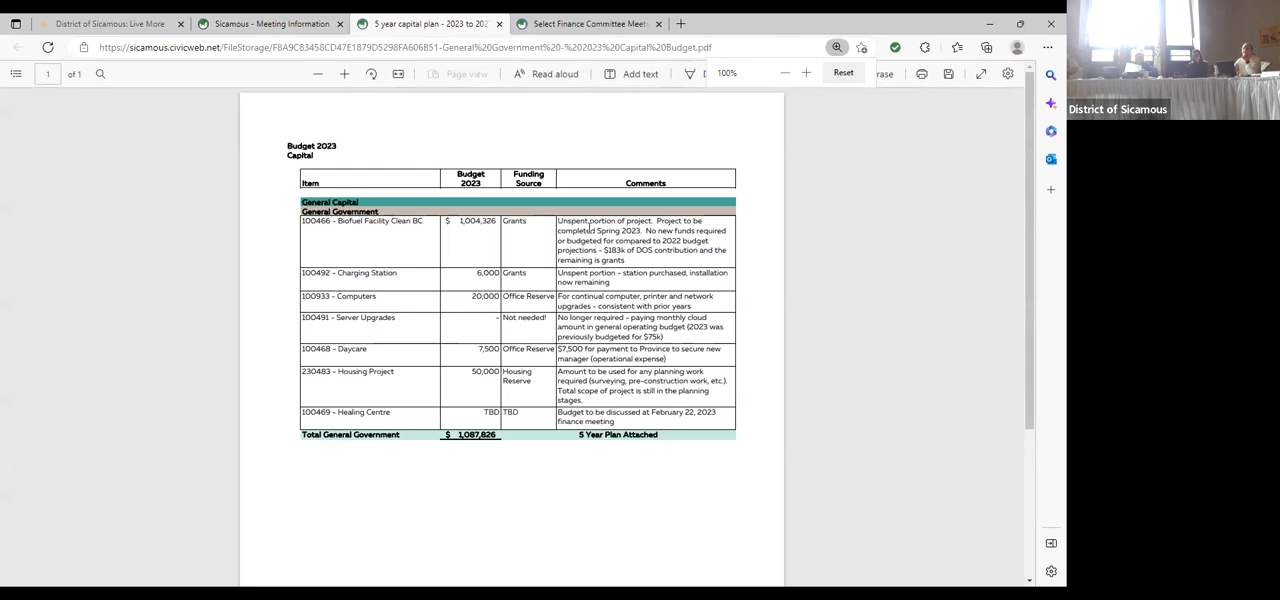 District of Sicamous: Live More
Sicamous - Meeting Information
5 year capital plan - 2023 to 202
Select Finance Committee Meet
https://sicamous.civicweb.net/FileStorage/F8A9C83458CD47E1879D5298FA606B51-General%20Government%20-%202023%20Capital%20Budget.pdf
1 of 1
Page view
Read aloud
Add text
D
100%
Reset
rase
District of Sicamous
Budget 2023
Capital
Item Budget 2023 Funding Source Comments
General Capital
General Government
100466 - Biofuel Facility Clean BC $ 1,004,326 Grants Unspent portion of project. Project to be
completed Spring 2023. No new funds required
or budgeted for compared to 2022 budget
projections - $183k of DOS contribution and the
remaining is grants
100492 - Charging Station 6,000 Grants Unspent portion - station purchased, installation
now remaining
100933 - Computers 20,000 Office Reserve For continual computer, printer and network
upgrades - consistent with prior years
100491 - Server Upgrades - Not needed! No longer required - paying monthly cloud
amount in general operating budget (2023 was
previously budgeted for $75k)
100468 - Daycare 7,500 Office Reserve $7,500 for payment to Province to secure new
manager (operational expense)
230483 - Housing Project 50,000 Housing Amount to be used for any planning work
Reserve required (surveying, pre-construction work, etc.).
Total scope of project is still in the planning
stages.
100469 - Healing Centre TBD TBD Budget to be discussed at February 22, 2023
finance meeting
Total General Government $ 1,087,826 5 Year Plan Attached